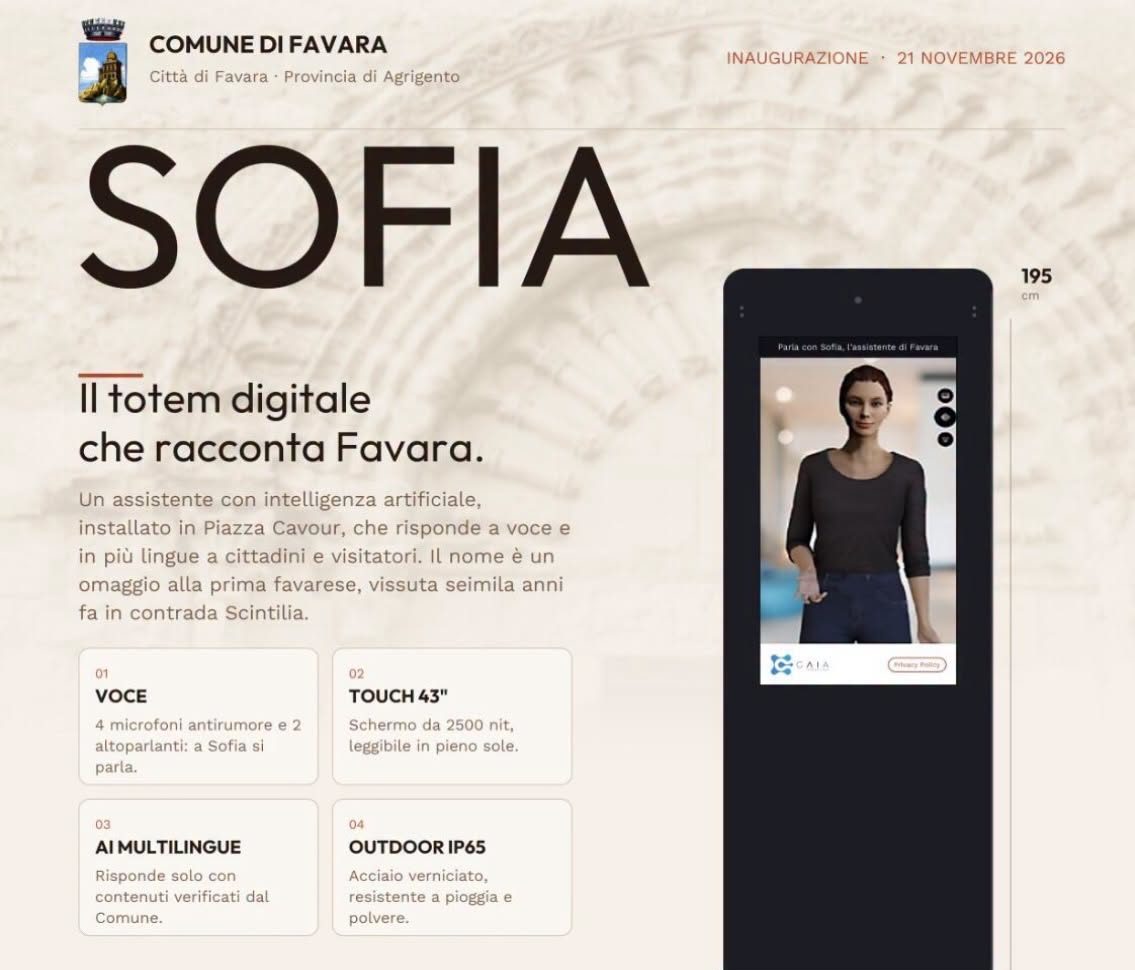 COMUNE DI FAVARA
Città di Favara · Provincia di Agrigento
INAUGURAZIONE · 21 NOVEMBRE 2026
SOFIA
Il totem digitale
che racconta Favara.
Un assistente con intelligenza artificiale,
installato in Piazza Cavour, che risponde a voce e
in più lingue a cittadini e visitatori. Il nome è un
omaggio alla prima favarese, vissuta seimila anni
fa in contrada Scintilia.
01
VOCE
4 microfoni antirumore e 2
altoparlanti: a Sofia si
parla.
02
TOUCH 43"
Schermo da 2500 nit,
leggibile in pieno sole.
03
AI MULTILINGUE
Risponde solo con
contenuti verificati dal
Comune.
04
OUTDOOR IP65
Acciaio verniciato,
resistente a pioggia e
polvere.
195
cm
Parla con Sofia, l'assistente di Favara
GAIA
Privacy Policy